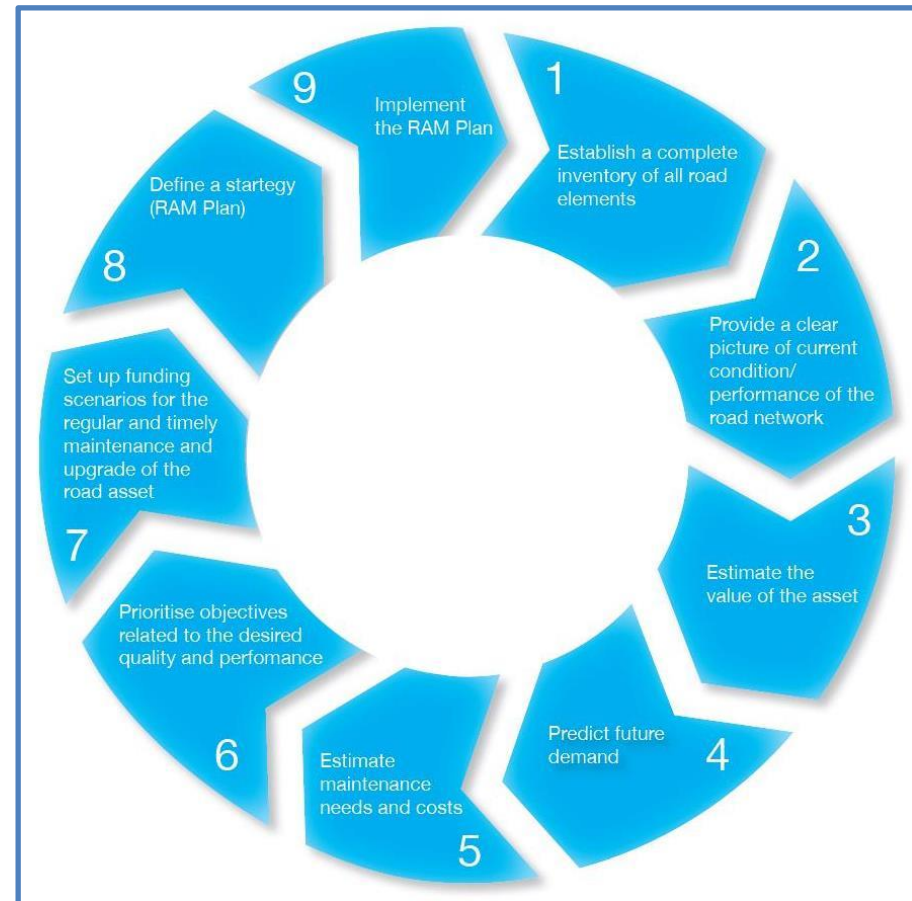 1
Establish a complete
inventory of all road
elements
2
Provide a clear
picture of current
condition/
performance of the
road network
3
Estimate the
value of the asset
4
Predict future
demand
5
Estimate
maintenance
needs and costs
6
Prioritise objectives
related to the desired
quality and perfomance
7
Set up funding
scenarios for the
regular and timely
maintenance and
upgrade of the
road asset
8
Define a startegy
(RAM Plan)
9
Implement
the RAM Plan